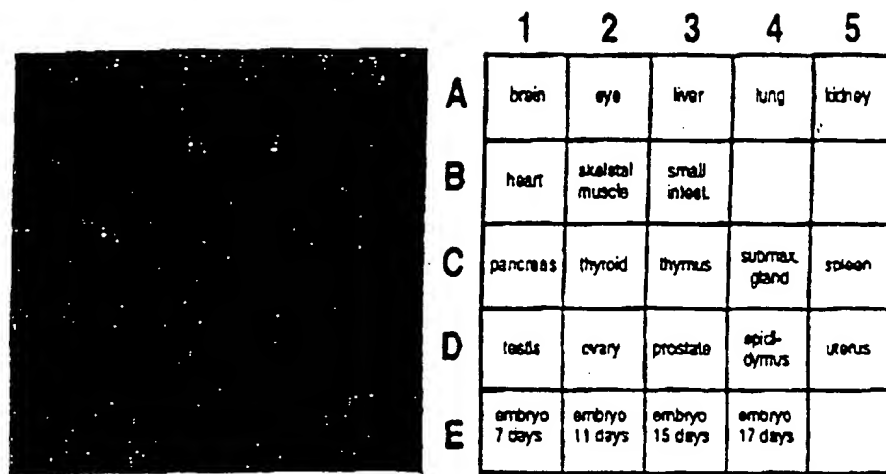 1 2 3 4 5
A brain eye liver lung kidney
B heart skeletal small
muscle intest.
C pancreas thyroid thymus submax. spleen
gland
D testis ovary prostate epidi- uterus
dymus
E embryo embryo embryo embryo
7 days 11 days 15 days 17 days